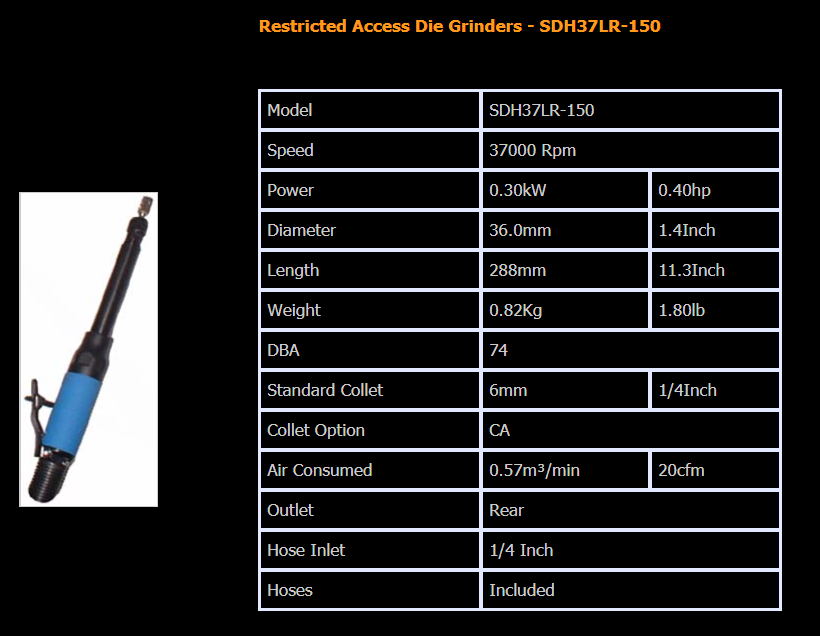 Restricted Access Die Grinders - SDH37LR-150
Model SDH37LR-150
Speed 37000 Rpm
Power 0.30kW 0.40hp
Diameter 36.0mm 1.4Inch
Length 288mm 11.3Inch
Weight 0.82Kg 1.80lb
DBA 74
Standard Collet 6mm 1/4Inch
Collet Option CA
Air Consumed 0.57m³/min 20cfm
Outlet Rear
Hose Inlet 1/4 Inch
Hoses Included